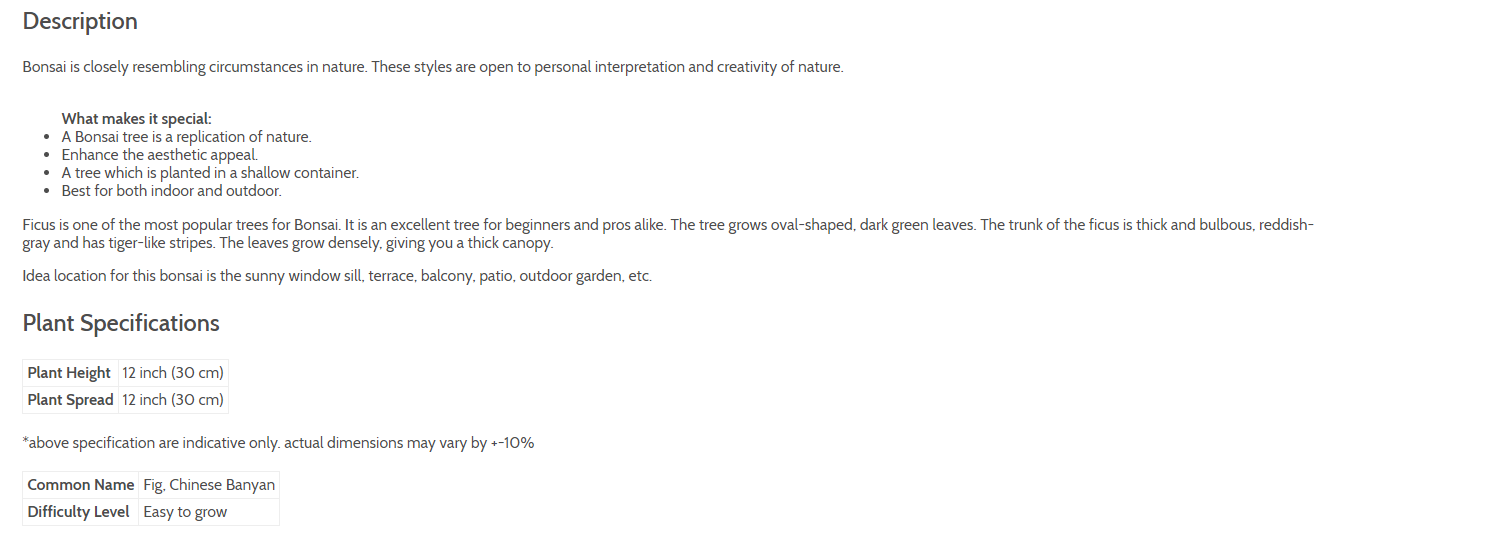 Description
Bonsai is closely resembling circumstances in nature. These styles are open to personal interpretation and creativity of nature.
What makes it special:
A Bonsai tree is a replication of nature.
Enhance the aesthetic appeal.
A tree which is planted in a shallow container.
Best for both indoor and outdoor.
Ficus is one of the most popular trees for Bonsai. It is an excellent tree for beginners and pros alike. The tree grows oval-shaped, dark green leaves. The trunk of the ficus is thick and bulbous, reddish-
gray and has tiger-like stripes. The leaves grow densely, giving you a thick canopy.
Idea location for this bonsai is the sunny window sill, terrace, balcony, patio, outdoor garden, etc.
Plant Specifications
Plant Height 12 inch (30 cm)
Plant Spread 12 inch (30 cm)
*above specification are indicative only. actual dimensions may vary by +-10%
Common Name Fig, Chinese Banyan
Difficulty Level Easy to grow